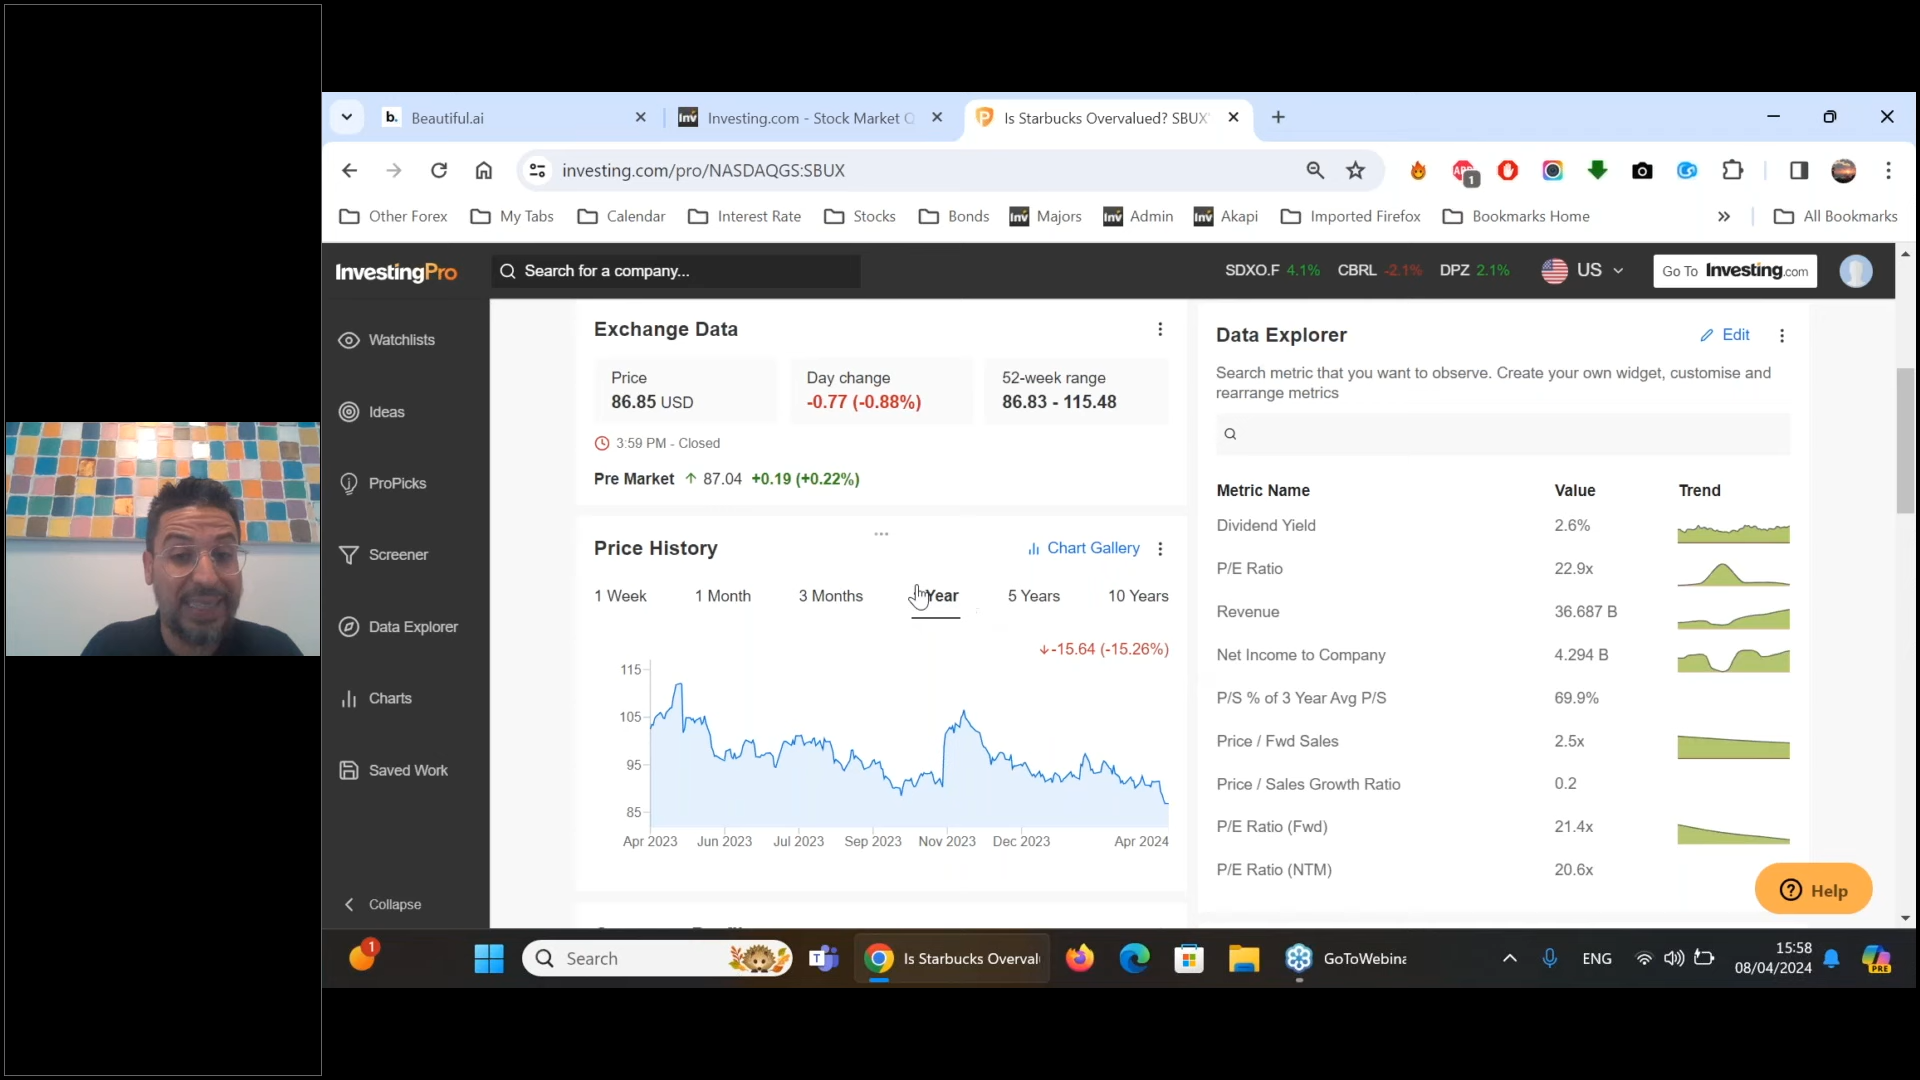 b. Beautiful.ai
Inv Investing.com - Stock Market Q
Is Starbucks Overvalued? SBUX'
investing.com/pro/NASDAQGS:SBUX
ABP 1
Other Forex My Tabs Calendar Interest Rate Stocks Bonds Inv Majors Inv Admin Inv Akapi Imported Firefox Bookmarks Home » All Bookmarks
InvestingPro Search for a company... SDXO.F 4.1% CBRL -2.1% DPZ 2.1% US Go To Investing.com
Watchlists
Ideas
ProPicks
Screener
Data Explorer
Charts
Saved Work
Collapse
Exchange Data
Price
86.85 USD
Day change
-0.77 (-0.88%)
52-week range
86.83 - 115.48
3:59 PM - Closed
Pre Market ↑ 87.04 +0.19 (+0.22%)
Price History
Chart Gallery
1 Week 1 Month 3 Months Year 5 Years 10 Years
↓-15.64 (-15.26%)
115
105
95
85
Apr 2023 Jun 2023 Jul 2023 Sep 2023 Nov 2023 Dec 2023 Apr 2024
Data Explorer
Edit
Search metric that you want to observe. Create your own widget, customise and
rearrange metrics
Metric Name Value Trend
Dividend Yield 2.6%
P/E Ratio 22.9x
Revenue 36.687 B
Net Income to Company 4.294 B
P/S % of 3 Year Avg P/S 69.9%
Price / Fwd Sales 2.5x
Price / Sales Growth Ratio 0.2
P/E Ratio (Fwd) 21.4x
P/E Ratio (NTM) 20.6x
? Help
1
Search
T
Is Starbucks Overval
GoToWebina
ENG
15:58
08/04/2024
PRE